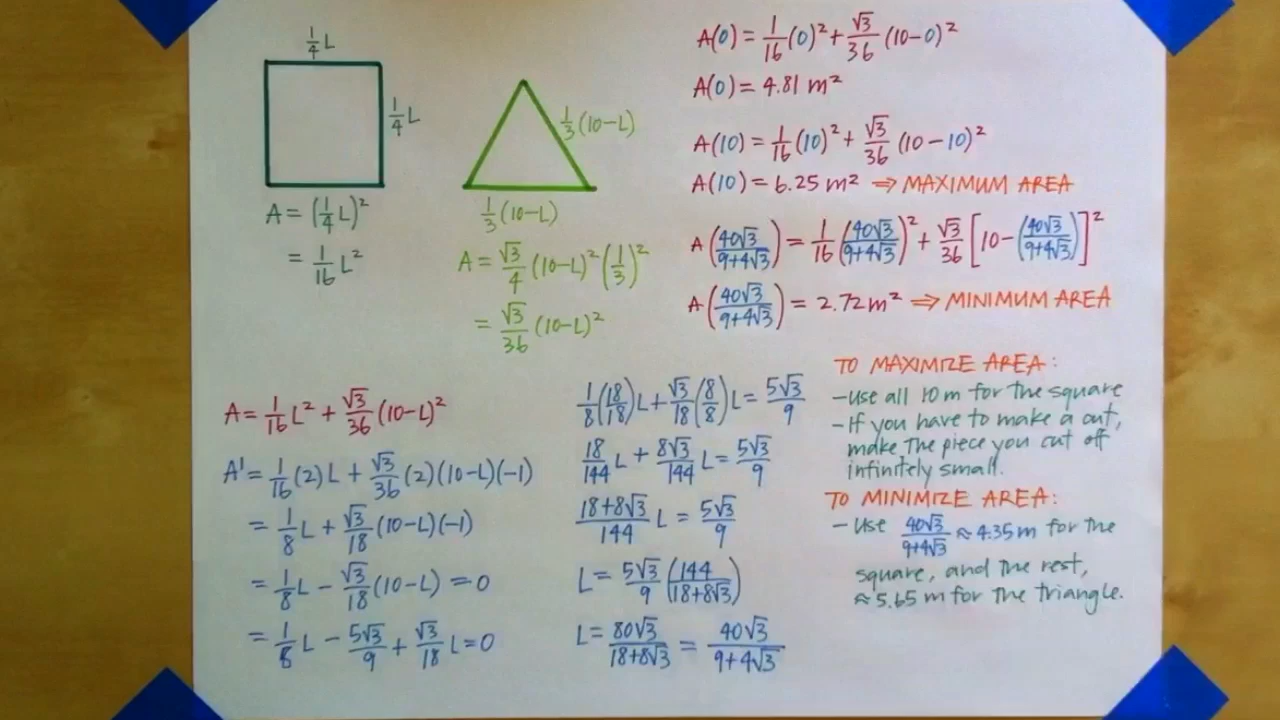 1/4 L
1/4 L
A = (1/4 L)²
= 1/16 L²
1/3 (10-L)
1/3 (10-L)
A = √3/4 (10-L)² (1/3)²
= √3/36 (10-L)²
A = 1/16 L² + √3/36 (10-L)²
A' = 1/16 (2) L + √3/36 (2)(10-L)(-1)
= 1/8 L + √3/18 (10-L)(-1)
= 1/8 L - √3/18 (10-L) = 0
= 1/8 L - 5√3/9 + √3/18 L = 0
1/8 (18/18) L + √3/18 (8/8) L = 5√3/9
18/144 L + 8√3/144 L = 5√3/9
18+8√3/144 L = 5√3/9
L = 5√3/9 (144/18+8√3)
L = 80√3/18+8√3 = 40√3/9+4√3
A(0) = 1/16 (0)² + √3/36 (10-0)²
A(0) = 4.81 m²
A(10) = 1/16 (10)² + √3/36 (10-10)²
A(10) = 6.25 m² ⇒ MAXIMUM AREA
A (40√3/9+4√3) = 1/16 (40√3/9+4√3)² + √3/36 [10 - (40√3/9+4√3)]²
A (40√3/9+4√3) = 2.72 m² ⇒ MINIMUM AREA
TO MAXIMIZE AREA:
- Use all 10 m for the square
- If you have to make a cut,
make the piece you cut off
infinitely small.
TO MINIMIZE AREA:
- Use 40√3/9+4√3 ≈ 4.35 m for the
square, and the rest,
≈ 5.65 m for the triangle.